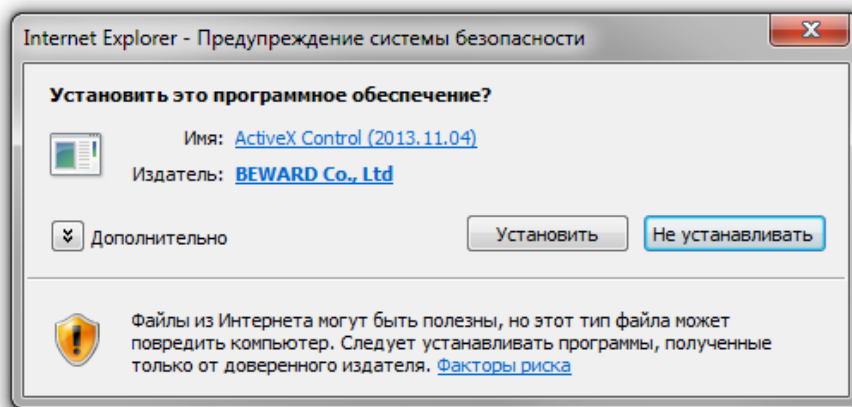 Internet Explorer - Предупреждение системы безопасности
Установить это программное обеспечение?
Имя: ActiveX Control (2013.11.04)
Издатель: BEWARD Co., Ltd
Дополнительно
Установить
Не устанавливать
Файлы из Интернета могут быть полезны, но этот тип файла может
повредить компьютер. Следует устанавливать программы, полученные
только от доверенного издателя. Факторы риска